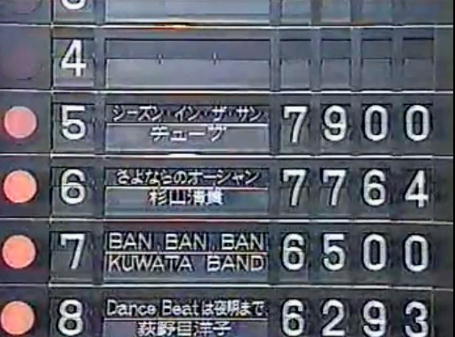 4
5 シーズン・イン・ザ・サン 7900
チューブ
6 さよならのオーシャン 7764
杉山清貴
7 BAN BAN BAN 6500
KUWATA BAND
8 Dance Beatは夜明まで 6293
荻野目洋子